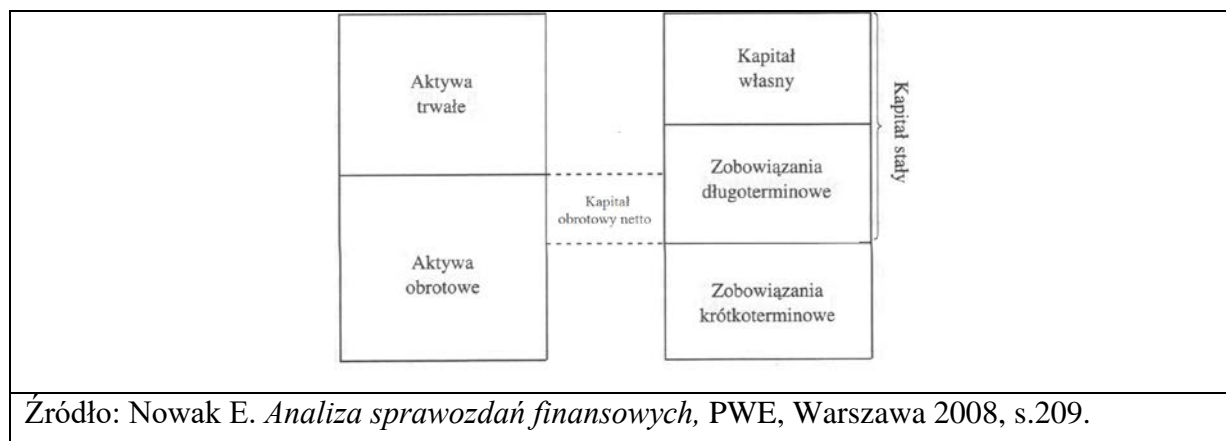 Aktywa
trwałe
Aktywa
obrotowe
Kapitał
obrotowy netto
Kapitał
własny
Zobowiązania
długoterminowe
Zobowiązania
krótkoterminowe
Kapitał stały
Źródło: Nowak E. Analiza sprawozdań finansowych, PWE, Warszawa 2008, s.209.